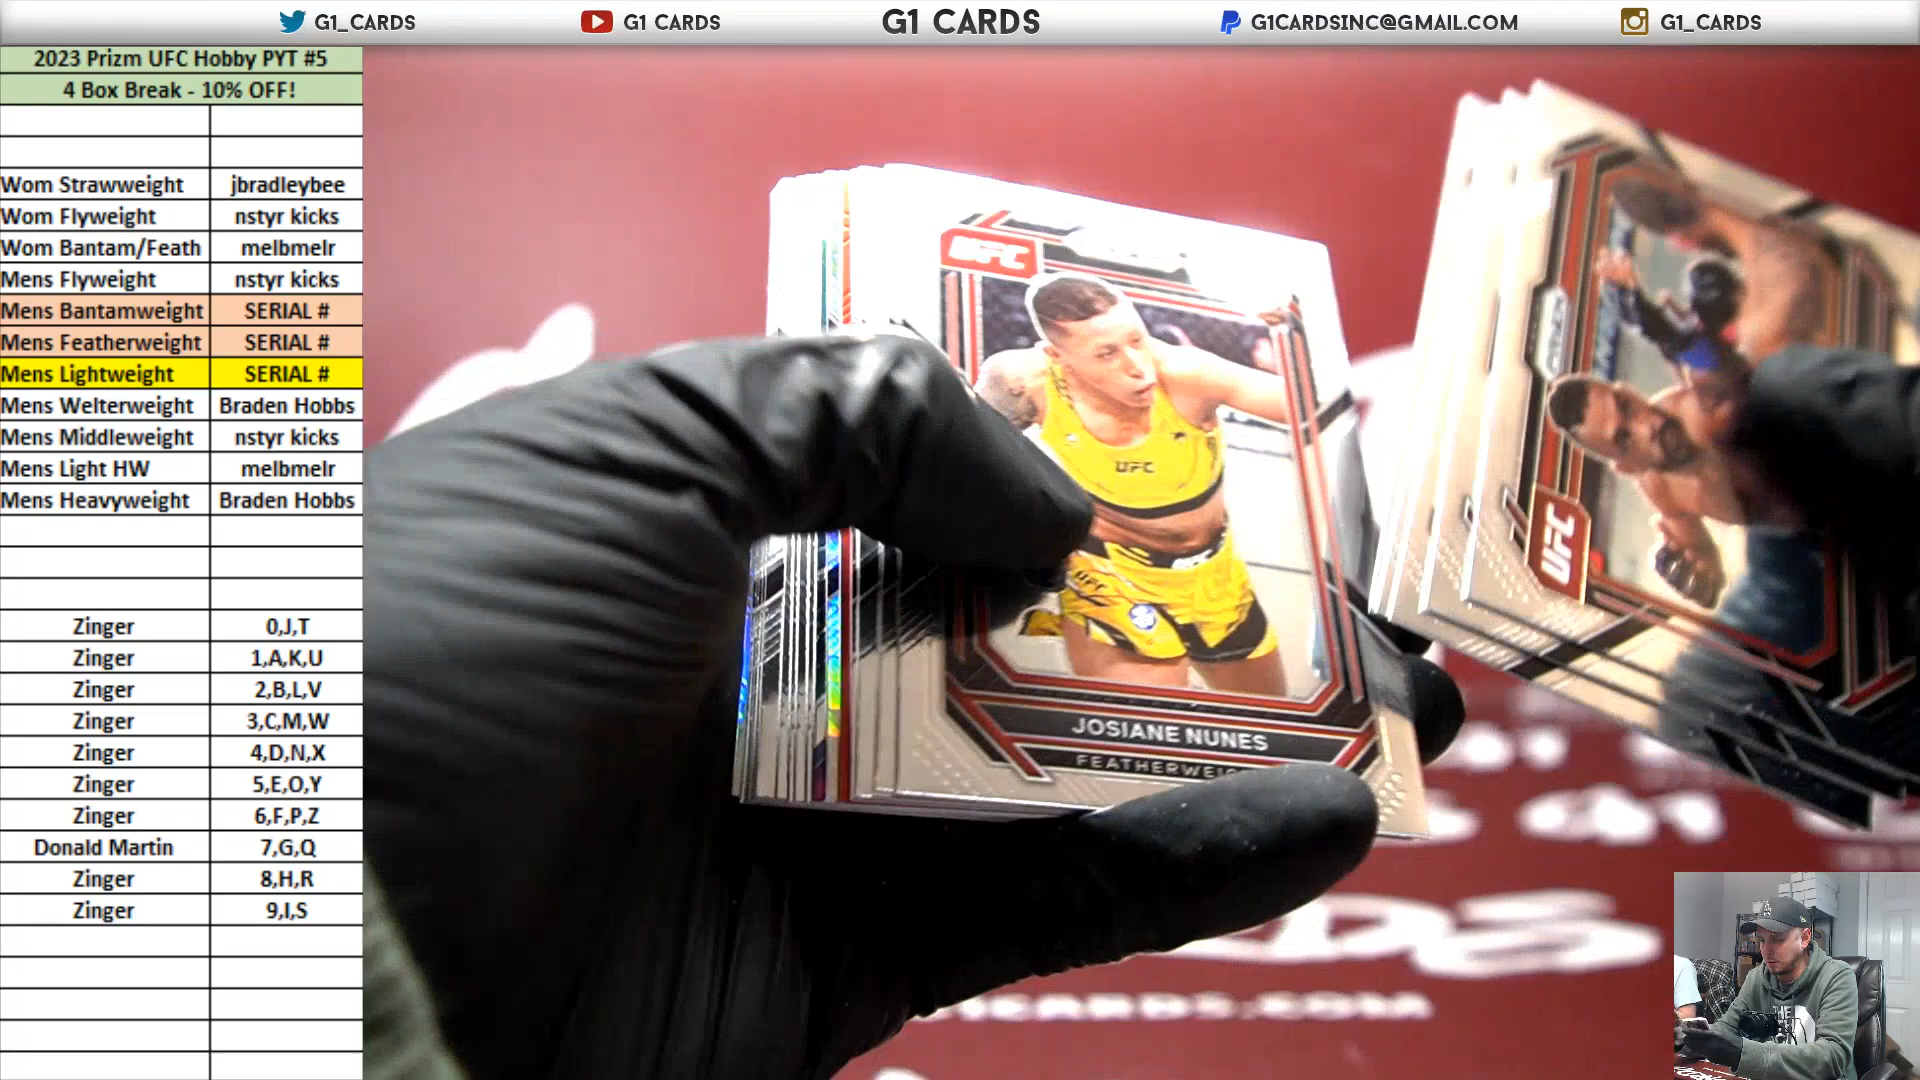 G1_CARDS
G1 CARDS
G1 CARDS
G1CARDSINC@GMAIL.COM
G1_CARDS
2023 Prizm UFC Hobby PYT #5
4 Box Break - 10% OFF!
Wom Strawweight jbradleybee
Wom Flyweight nstyr kicks
Wom Bantam/Feath melbmelr
Mens Flyweight nstyr kicks
Mens Bantamweight SERIAL #
Mens Featherweight SERIAL #
Mens Lightweight SERIAL #
Mens Welterweight Braden Hobbs
Mens Middleweight nstyr kicks
Mens Light HW melbmelr
Mens Heavyweight Braden Hobbs
Zinger 0,J,T
Zinger 1,A,K,U
Zinger 2,B,L,V
Zinger 3,C,M,W
Zinger 4,D,N,X
Zinger 5,E,O,Y
Zinger 6,F,P,Z
Donald Martin 7,G,Q
Zinger 8,H,R
Zinger 9,I,S
UFC
UFC
UFC
JOSIANE NUNES
UFC